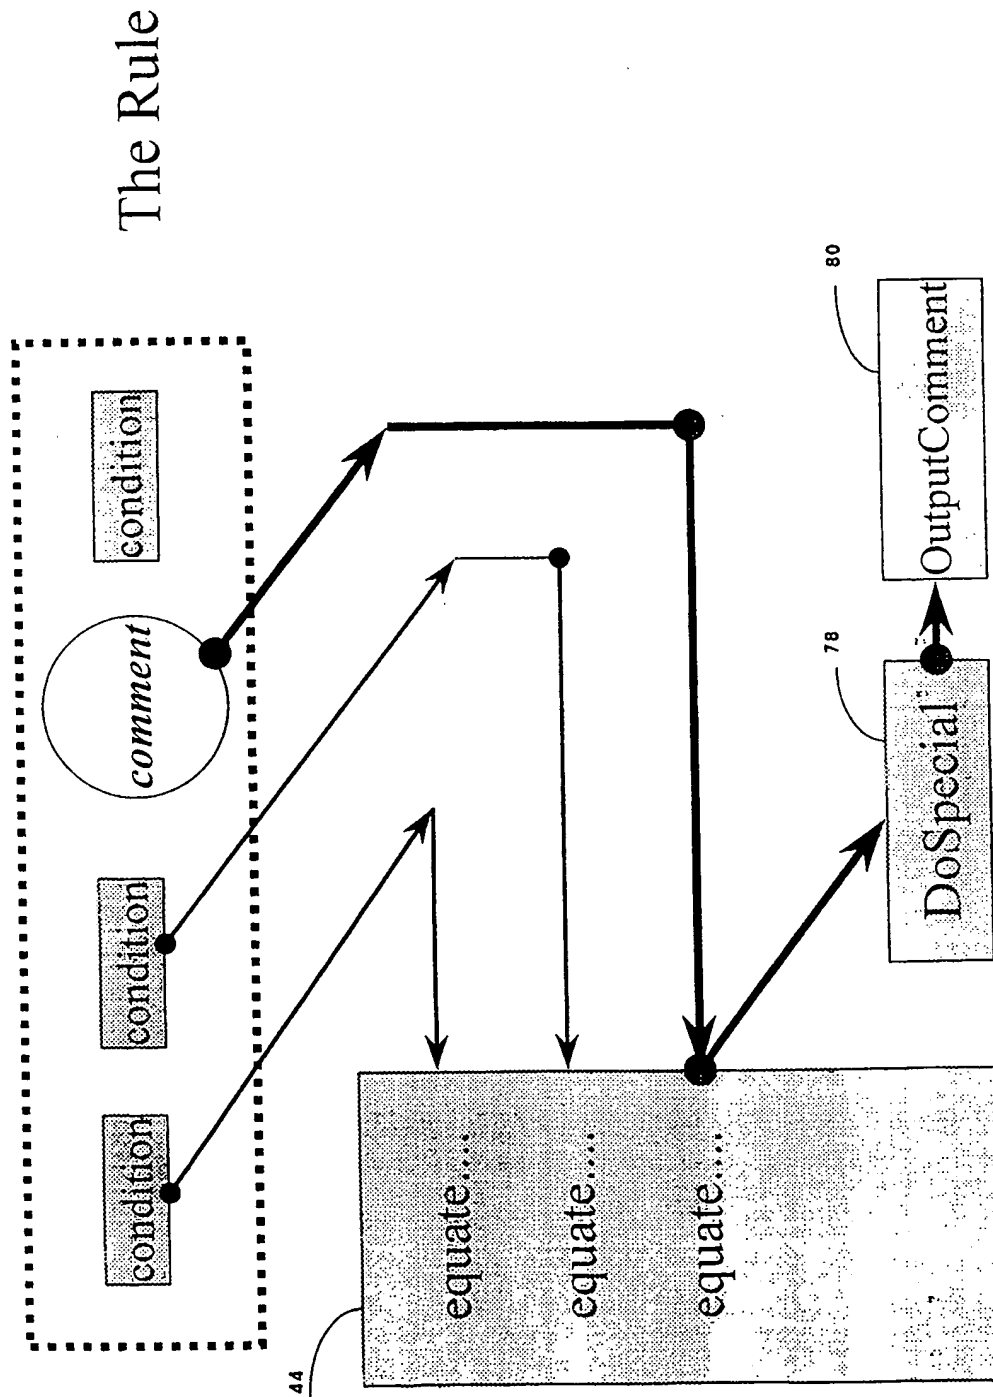 The Rule
condition
condition
comment
condition
44
equate....
equate....
equate....
78
DoSpecial
80
OutputComment